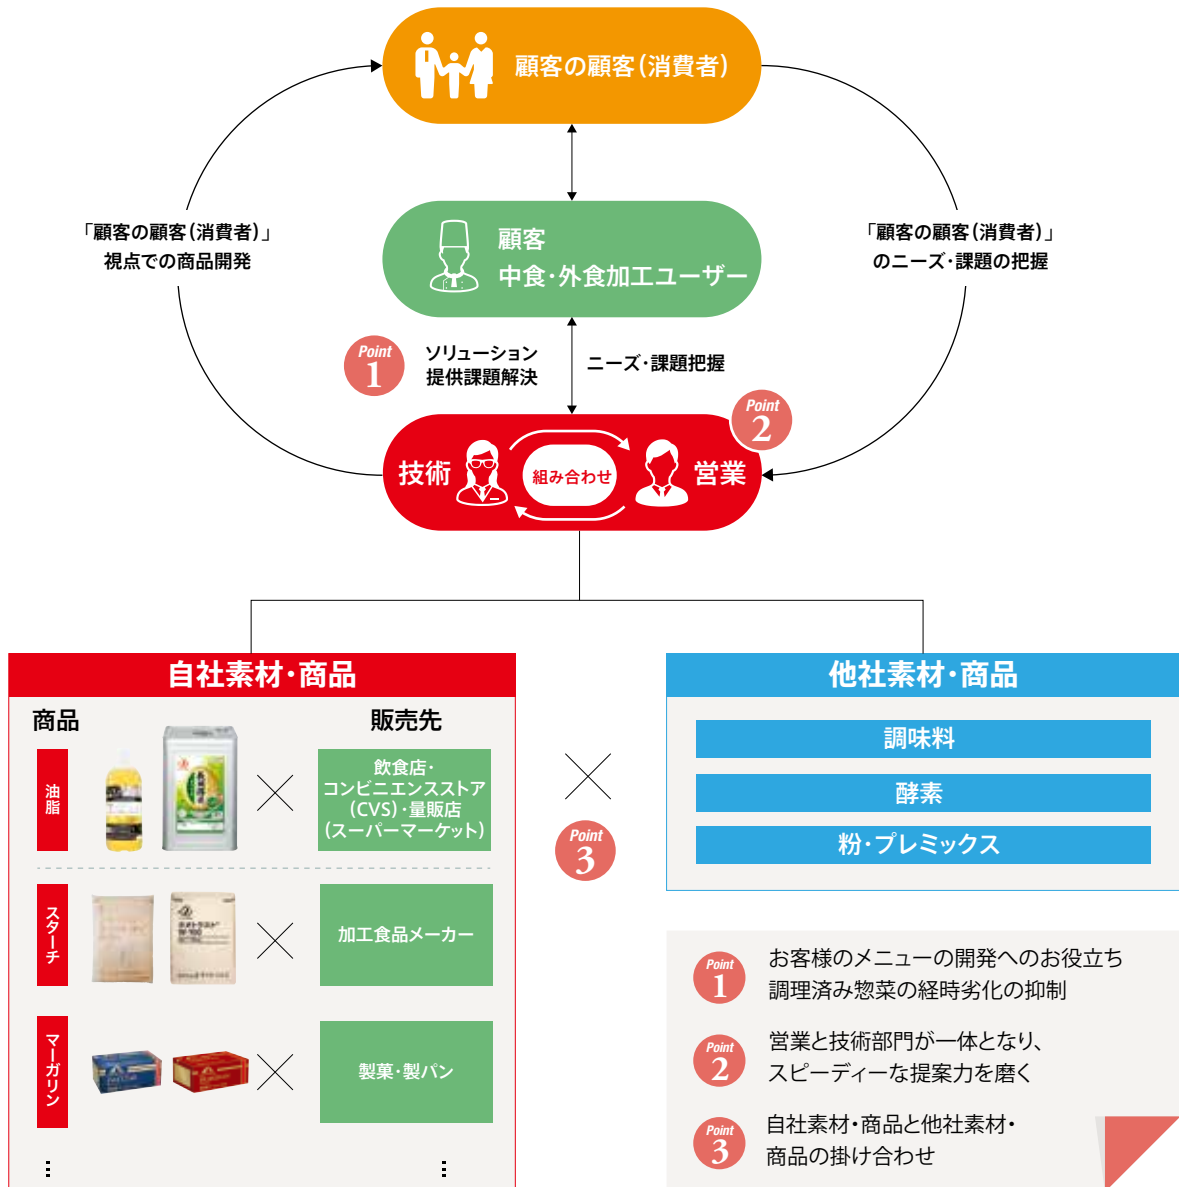 顧客の顧客(消費者)
「顧客の顧客(消費者)」
視点での商品開発
顧客
中食・外食加工ユーザー
「顧客の顧客(消費者)」
のニーズ・課題の把握
Point
1
ソリューション
提供課題解決
ニーズ・課題把握
Point
2
技術
組み合わせ
営業
自社素材・商品
商品
販売先
油脂
飲食店・
コンビニエンスストア
(CVS)・量販店
(スーパーマーケット)
スターチ
加工食品メーカー
マーガリン
製菓・製パン
Point
3
他社素材・商品
調味料
酵素
粉・プレミックス
Point
1
お客様のメニューの開発へのお役立ち
調理済み惣菜の経時劣化の抑制
Point
2
営業と技術部門が一体となり、
スピーディーな提案力を磨く
Point
3
自社素材・商品と他社素材・
商品の掛け合わせ